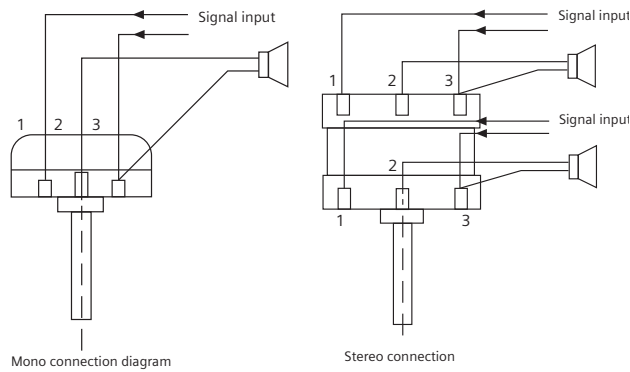 Signal input
Signal input
1 2 3
1 2 3
Signal input
2
1 3
Mono connection diagram
Stereo connection